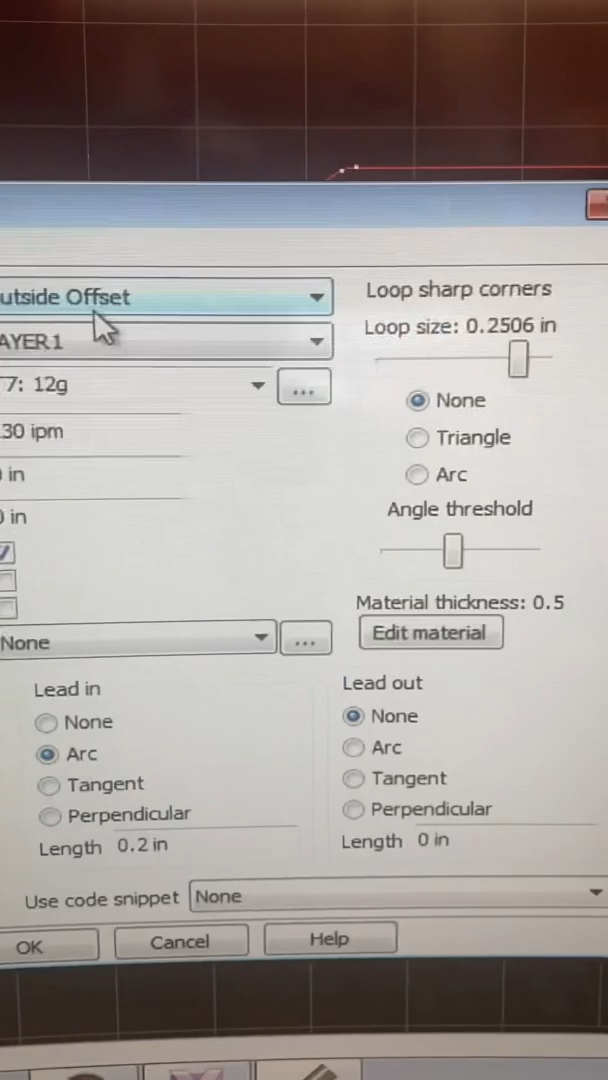 utside Offset
Loop sharp corners
Loop size: 0.2506 in
AYER1
7: 12g
...
None
Triangle
30 ipm
Arc
in
Angle threshold
in
Material thickness: 0.5
Edit material
None
...
Lead in
Lead out
None
None
Arc
Arc
Tangent
Tangent
Perpendicular
Perpendicular
Length 0.2 in
Length 0 in
Use code snippet None
OK
Cancel
Help